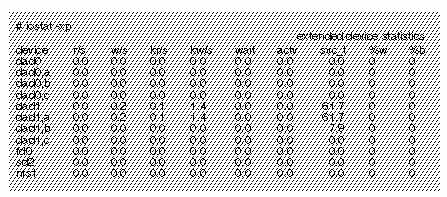 # iostat -xp
extended device statistics
device r/s w/s kr/s kw/s wait actv svc_t %w %b
dad0 0.0 0.0 0.0 0.0 0.0 0.0 0.0 0 0
dad0,a 0.0 0.0 0.0 0.0 0.0 0.0 0.0 0 0
dad0,b 0.0 0.0 0.0 0.0 0.0 0.0 0.0 0 0
dad0,c 0.0 0.0 0.0 0.0 0.0 0.0 0.0 0 0
dad1 0.0 0.2 0.1 1.4 0.0 0.0 61.7 0 0
dad1,a 0.0 0.2 0.1 1.4 0.0 0.0 61.7 0 0
dad1,b 0.0 0.0 0.0 0.0 0.0 0.0 7.9 0 0
dad1,c 0.0 0.0 0.0 0.0 0.0 0.0 0.0 0 0
fd0 0.0 0.0 0.0 0.0 0.0 0.0 0.0 0 0
sd2 0.0 0.0 0.0 0.0 0.0 0.0 0.0 0 0
nfs1 0.0 0.0 0.0 0.0 0.0 0.0 0.0 0 0